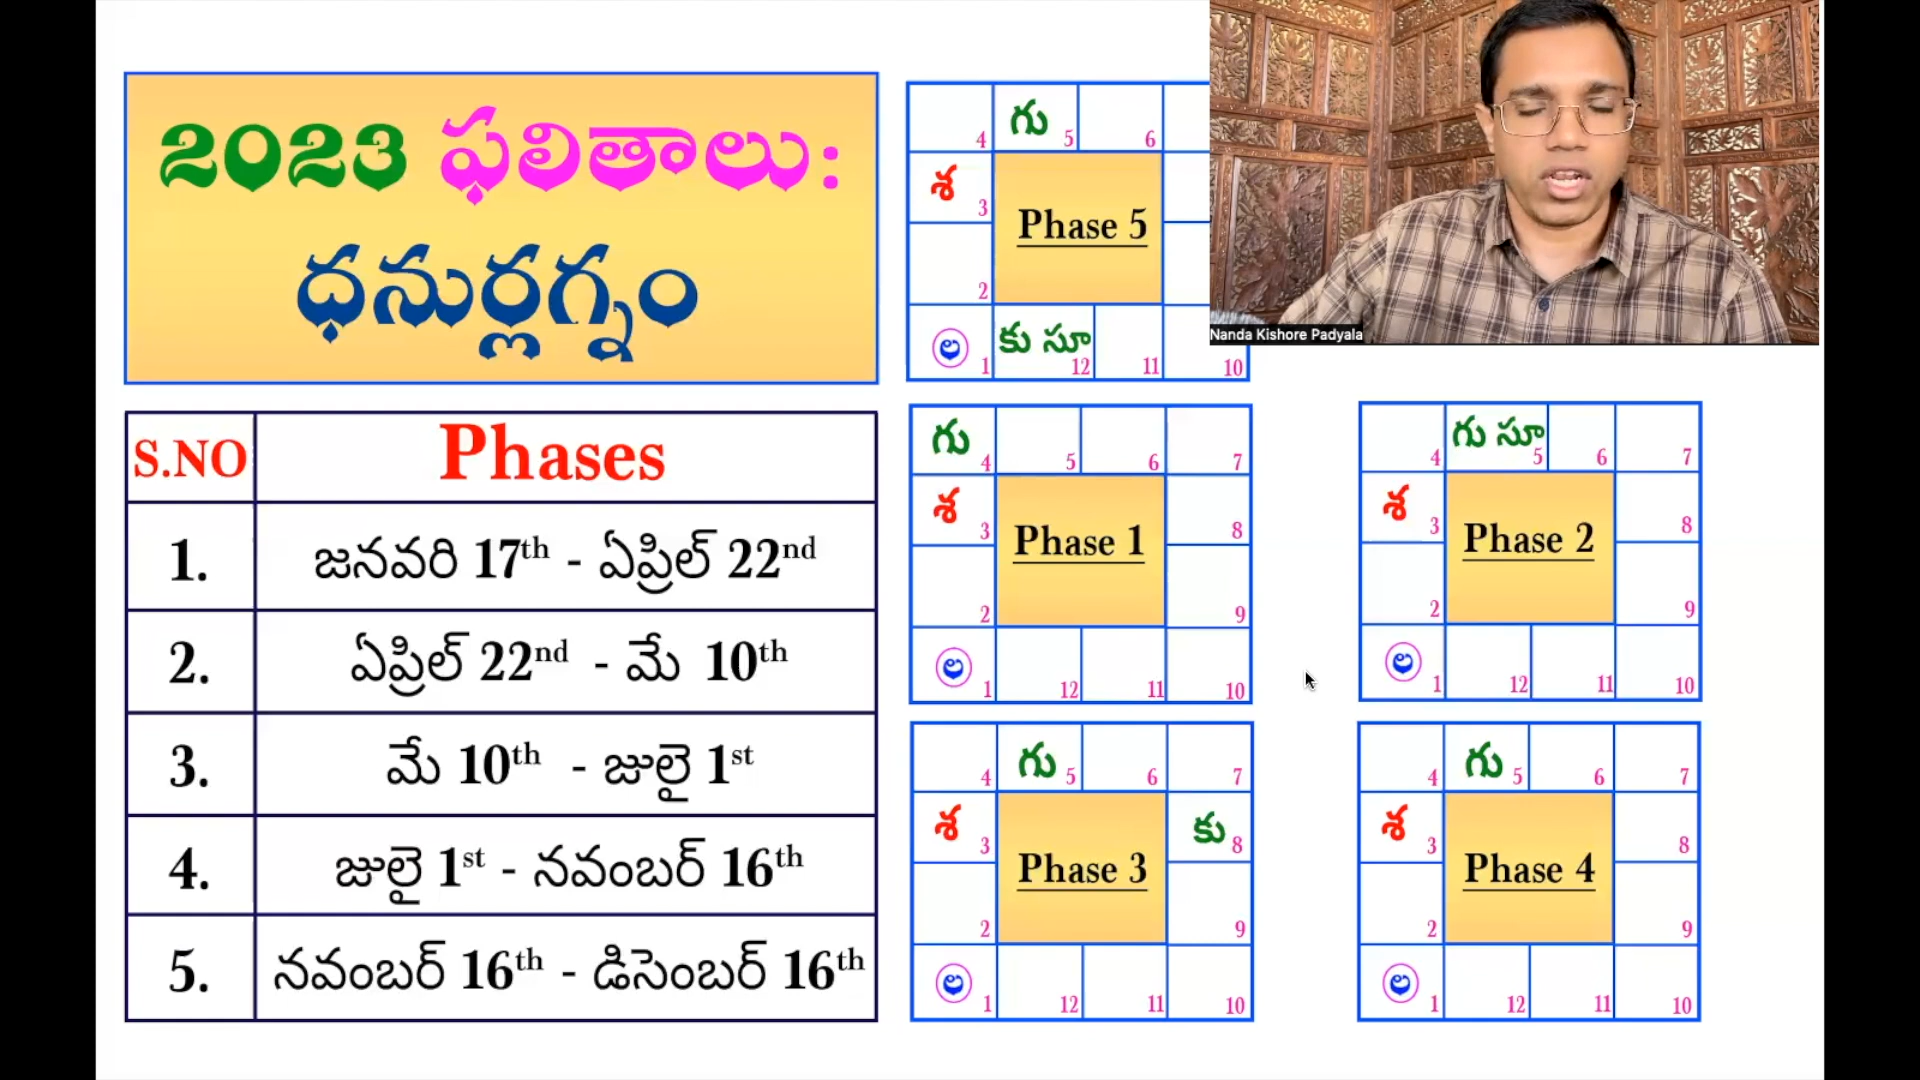 2023 ఫలితాలు:
ధనుర్లగ్నం
S.NO Phases
1. జనవరి 17th - ఏప్రిల్ 22nd
2. ఏప్రిల్ 22nd - మే 10th
3. మే 10th - జులై 1st
4. జులై 1st - నవంబర్ 16th
5. నవంబర్ 16th - డిసెంబర్ 16th
4 గు 5 6
శ 3
Phase 5
2
ల 1 కు సూ 12 11 10
Nanda Kishore Padyala
గు 4 5 6 7
శ 3 8
Phase 1
2 9
ల 1 12 11 10
4 గు సూ 5 6 7
శ 3 8
Phase 2
2 9
ల 1 12 11 10
4 గు 5 6 7
శ 3 కు 8
Phase 3
2 9
ల 1 12 11 10
4 గు 5 6 7
శ 3 8
Phase 4
2 9
ల 1 12 11 10